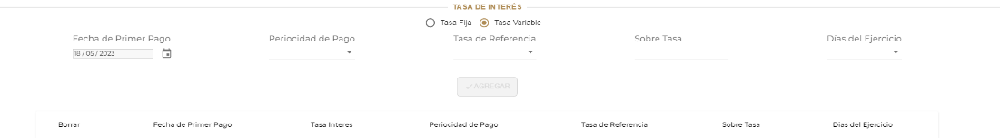 TASA DE INTERÉS
Tasa Fija Tasa Variable
Fecha de Primer Pago Periocidad de Pago Tasa de Referencia Sobre Tasa Días del Ejercicio
18 / 05 / 2023
AGREGAR
Borrar Fecha de Primer Pago Tasa Interes Periocidad de Pago Tasa de Referencia Sobre Tasa Días del Ejercicio